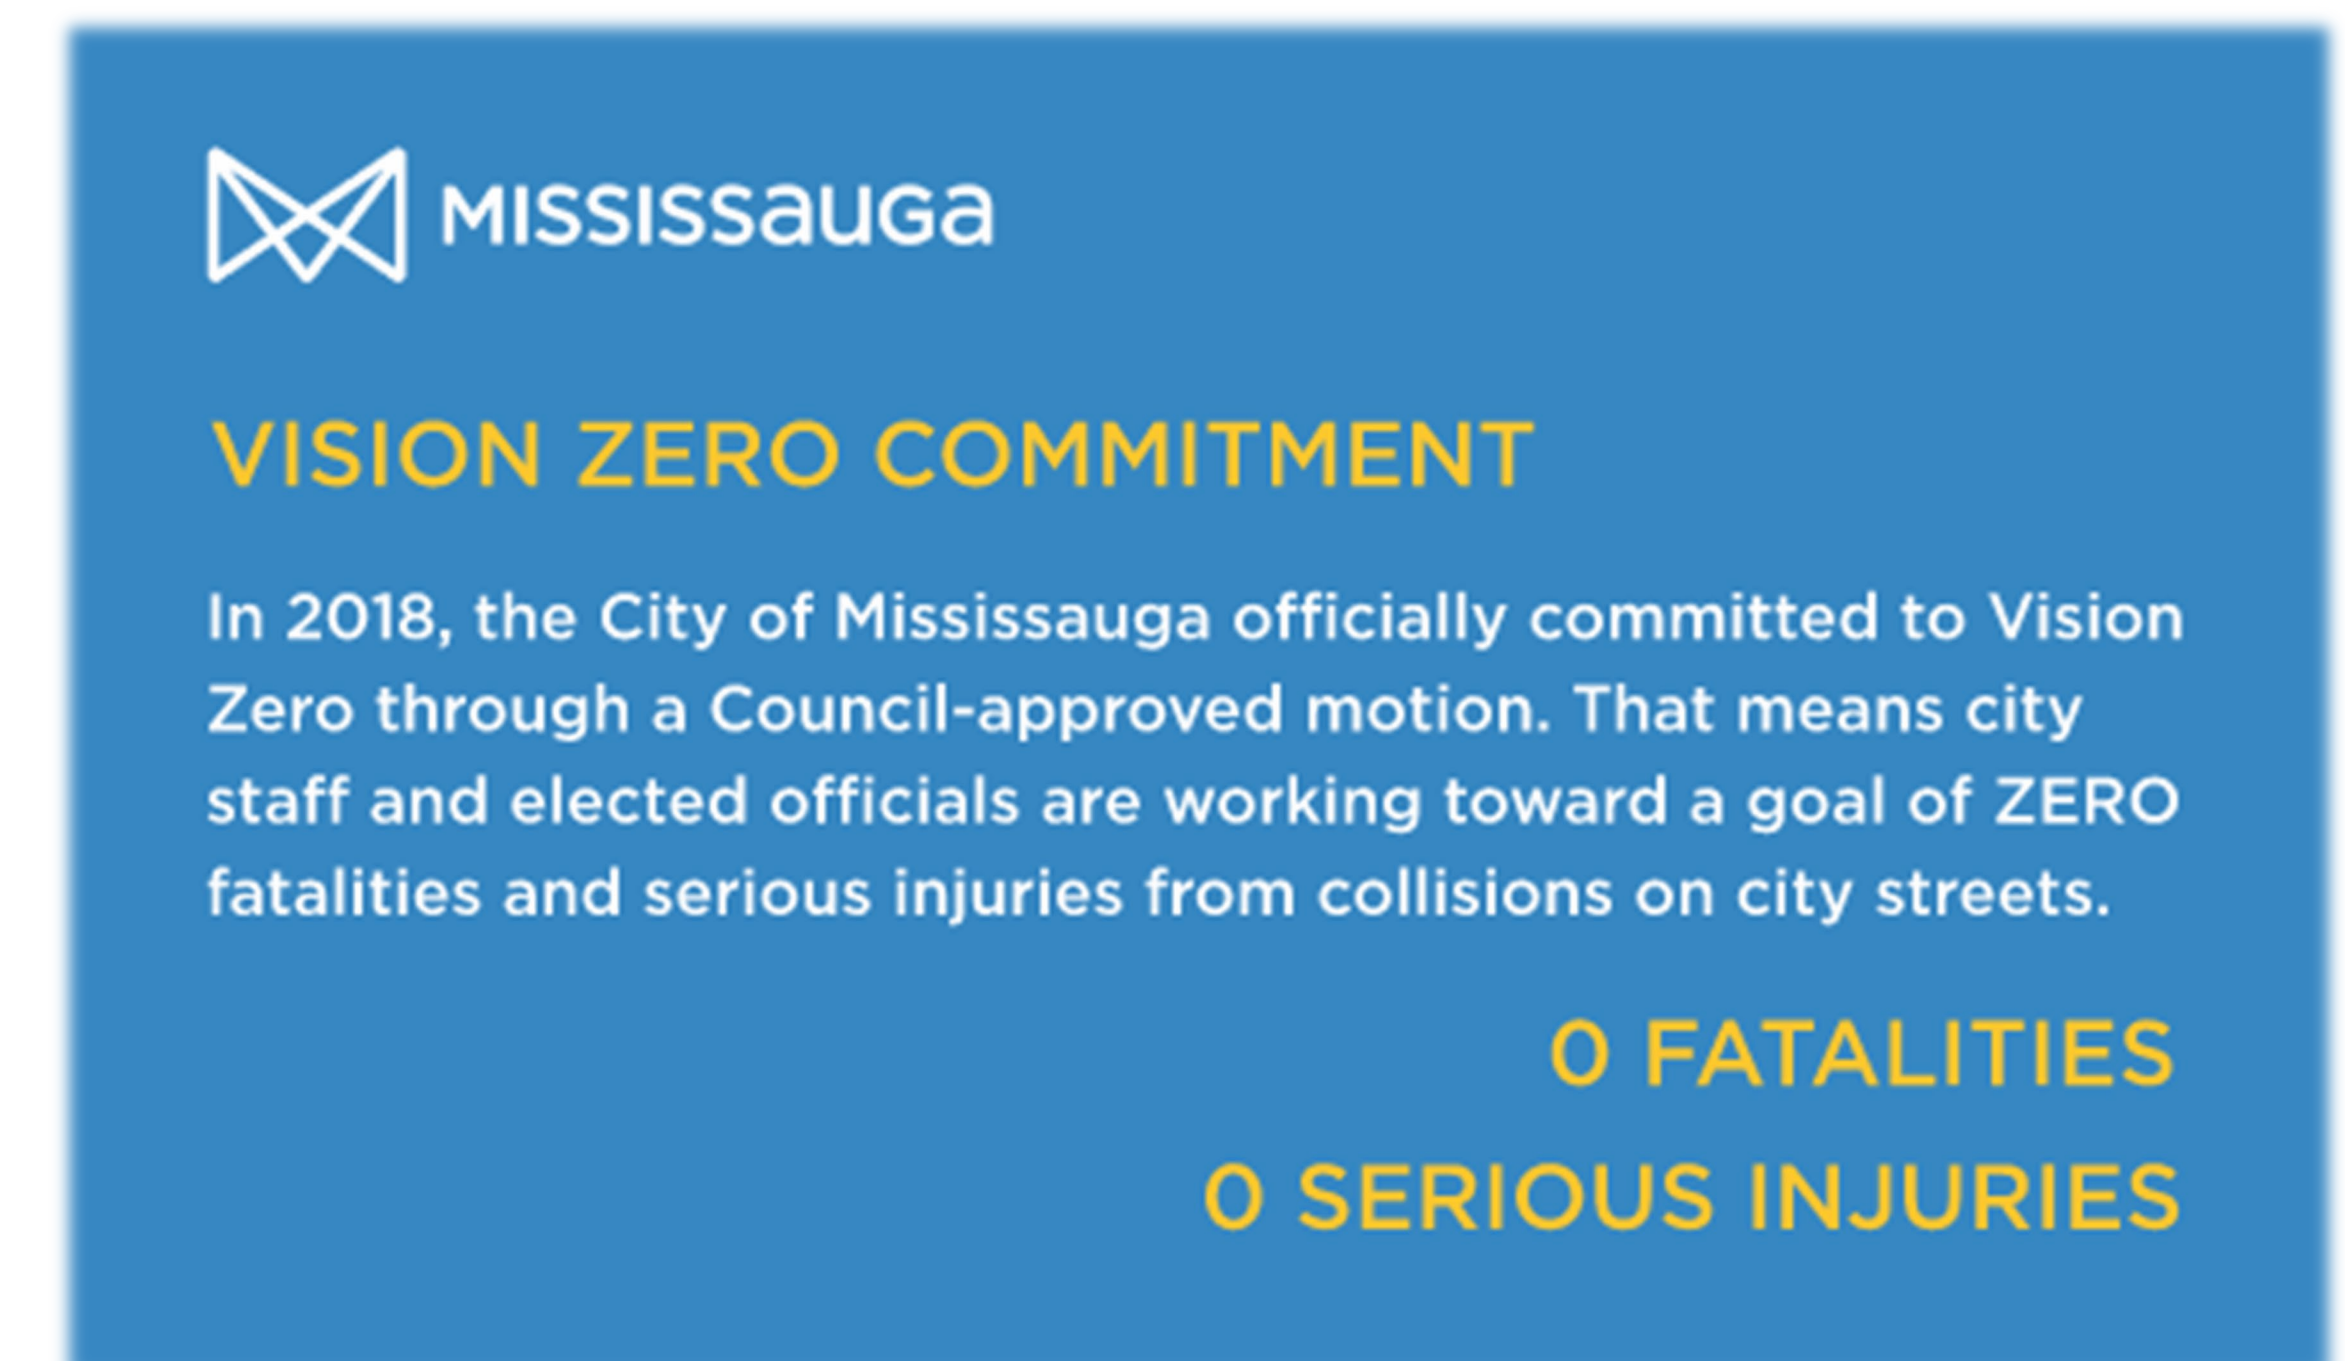 MISSISSauGa
VISION ZERO COMMITMENT
In 2018, the City of Mississauga officially committed to Vision
Zero through a Council-approved motion. That means city
staff and elected officials are working toward a goal of ZERO
fatalities and serious injuries from collisions on city streets.
0 FATALITIES
0 SERIOUS INJURIES